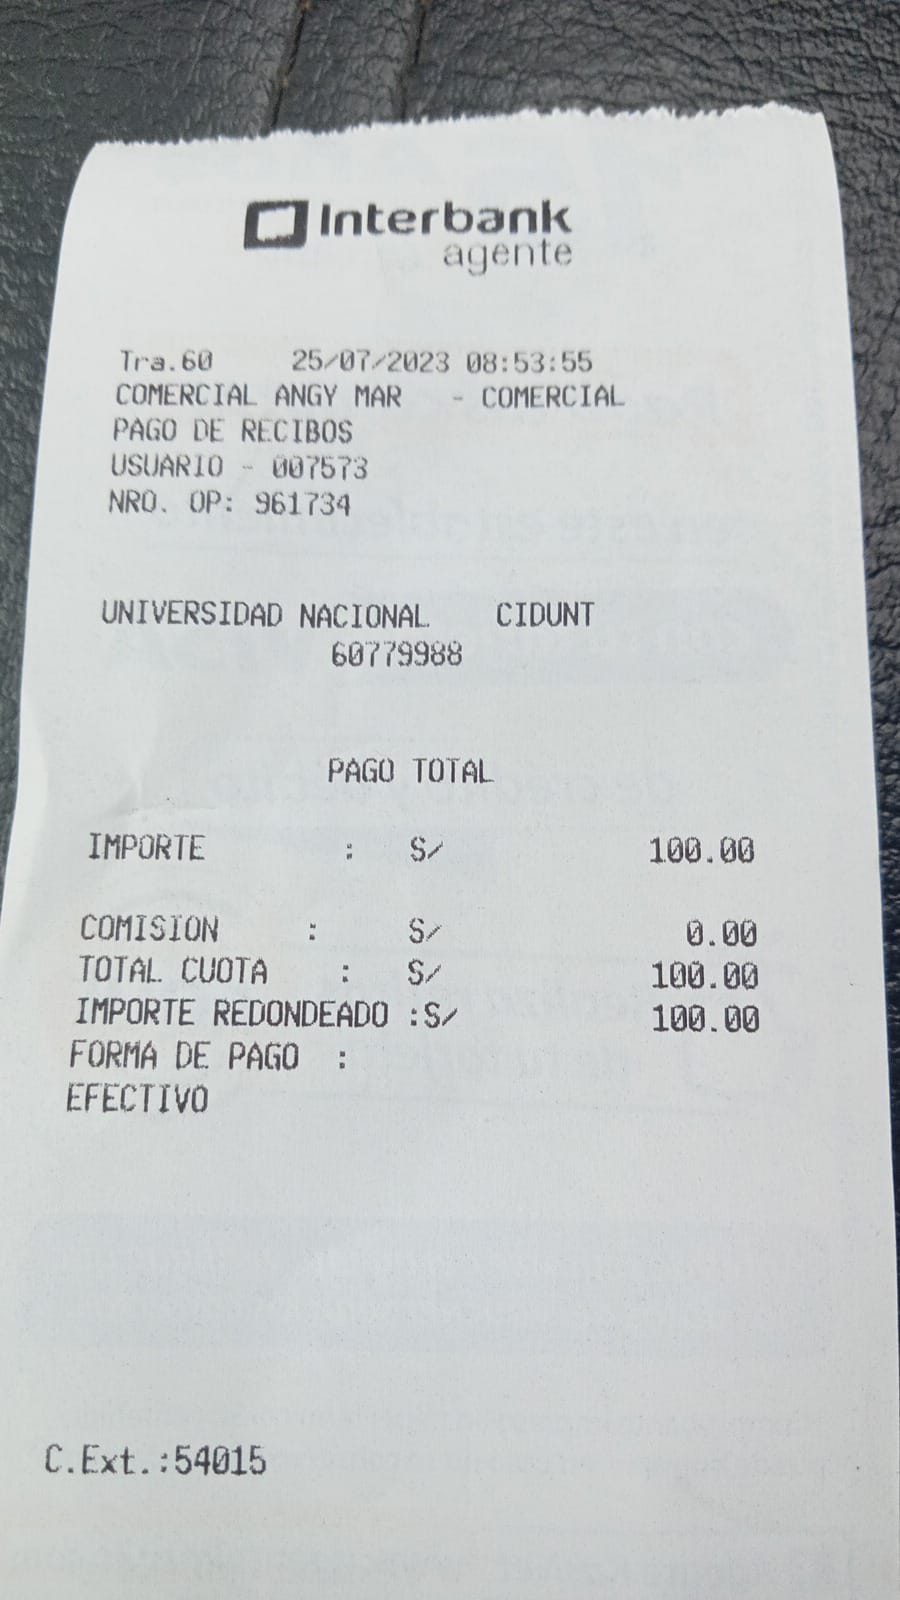 Interbank
agente
Tra.60 25/07/2023 08:53:55
COMERCIAL ANGY MAR - COMERCIAL
PAGO DE RECIBOS
USUARIO - 007573
NRO. OP: 961734
UNIVERSIDAD NACIONAL CIDUNT
60779988
PAGO TOTAL
IMPORTE : S/ 100.00
COMISION : S/ 0.00
TOTAL CUOTA : S/ 100.00
IMPORTE REDONDEADO :S/ 100.00
FORMA DE PAGO :
EFECTIVO
C.Ext.:54015